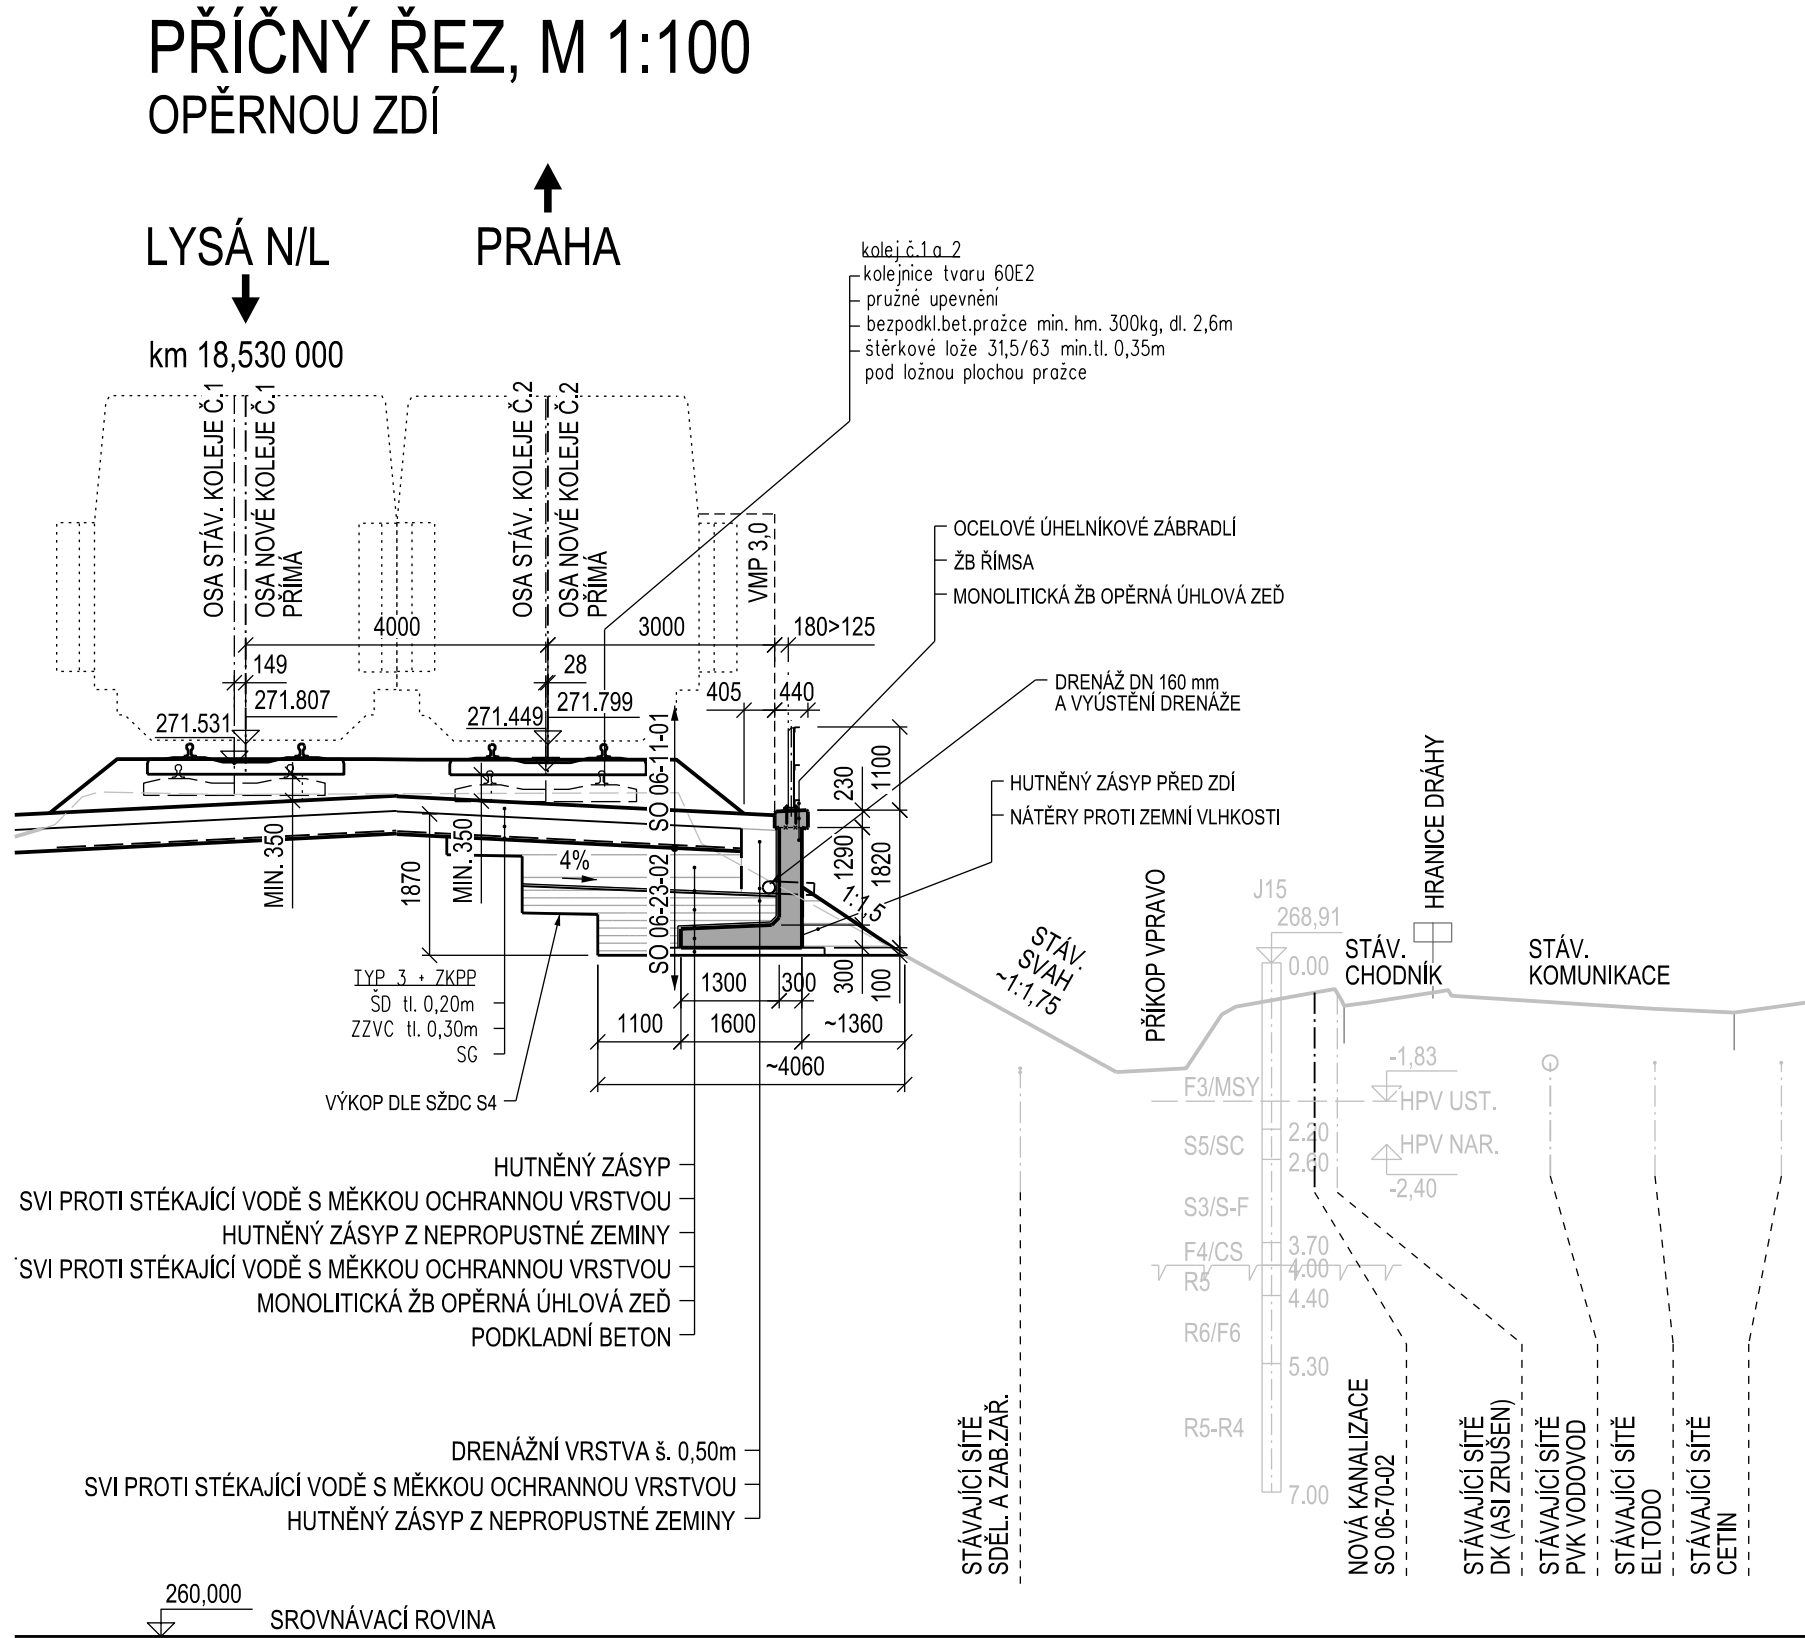 PŘÍČNÝ ŘEZ, M 1:100
OPĚRNOU ZDÍ
LYSÁ N/L
PRAHA
km 18,530 000
kolej č.1 a 2
kolejnice tvaru 60E2
pružné upevnění
bezpodkl.bet.pražce min. hm. 300kg, dl. 2,6m
štěrkové lože 31,5/63 min.tl. 0,35m
pod ložnou plochou pražce
OSA STÁV. KOLEJE Č.1
OSA NOVÉ KOLEJE Č.1
PŘÍMÁ
OSA STÁV. KOLEJE Č.2
OSA NOVÉ KOLEJE Č.2
PŘÍMÁ
VMP 3,0
OCELOVÉ ÚHELNÍKOVÉ ZÁBRADLÍ
ŽB ŘÍMSA
MONOLITICKÁ ŽB OPĚRNÁ ÚHLOVÁ ZEĎ
4000
3000
180>125
149
28
271.807
271.799
271.531
271.449
405
440
DRENÁŽ DN 160 mm
A VYÚSTĚNÍ DRENÁŽE
SO 06-11-01
SO 06-23-02
230
1100
1290
1820
300
100
HUTNĚNÝ ZÁSYP PŘED ZDÍ
NÁTĚRY PROTI ZEMNÍ VLHKOSTI
MIN. 350
1870
MIN. 350
4%
1:1,5
STÁV.
SVAH
~1:1,75
PŘÍKOP VPRAVO
HRANICE DRÁHY
J15
268,91
0.00
STÁV.
CHODNÍK
STÁV.
KOMUNIKACE
TYP 3 + ZKPP
ŠD tl. 0,20m
ZZVC tl. 0,30m
SG
1300
300
1100
1600
~1360
~4060
VÝKOP DLE SŽDC S4
-1,83
F3/MSY
HPV UST.
2.20
S5/SC
HPV NAR.
2.60
-2,40
S3/S-F
3.70
F4/CS
4.00
R5
4.40
R6/F6
5.30
R5-R4
7.00
HUTNĚNÝ ZÁSYP
SVI PROTI STÉKAJÍCÍ VODĚ S MĚKKOU OCHRANNOU VRSTVOU
HUTNĚNÝ ZÁSYP Z NEPROPUSTNÉ ZEMINY
SVI PROTI STÉKAJÍCÍ VODĚ S MĚKKOU OCHRANNOU VRSTVOU
MONOLITICKÁ ŽB OPĚRNÁ ÚHLOVÁ ZEĎ
PODKLADNÍ BETON
DRENÁŽNÍ VRSTVA š. 0,50m
SVI PROTI STÉKAJÍCÍ VODĚ S MĚKKOU OCHRANNOU VRSTVOU
HUTNĚNÝ ZÁSYP Z NEPROPUSTNÉ ZEMINY
STÁVAJÍCÍ SÍTĚ
SDĚL. A ZAB.ZAŘ.
NOVÁ KANALIZACE
SO 06-70-02
STÁVAJÍCÍ SÍTĚ
DK (ASI ZRUŠEN)
STÁVAJÍCÍ SÍTĚ
PVK VODOVOD
STÁVAJÍCÍ SÍTĚ
ELTODO
STÁVAJÍCÍ SÍTĚ
CETIN
260,000
SROVNÁVACÍ ROVINA